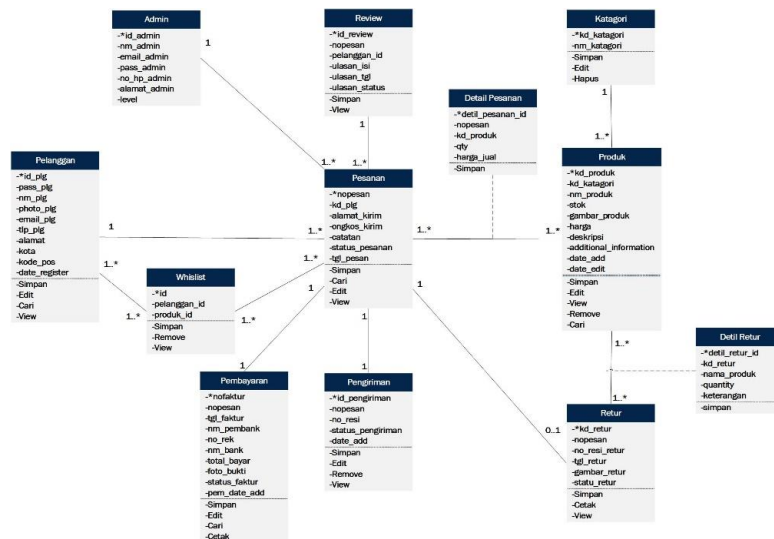 Admin
-*id_admin
-nm_admin
-email_admin
-pass_admin
-no_hp_admin
-alamat_admin
-level
1
1..*
Review
-*id_review
-nopesan
-pelanggan_id
-ulasan_isi
-ulasan_tgl
-ulasan_status
-Simpan
-View
1
1..*
Katagori
-*kd_katagori
-nm_katagori
-Simpan
-Edit
-Hapus
1
1..*
Detail Pesanan
-*detil_pesanan_id
-nopesan
-kd_produk
-qty
-harga_jual
-Simpan
Pelanggan
-*id_plg
-pass_plg
-nm_plg
-photo_plg
-email_plg
-tlp_plg
-alamat
-kota
-kode_pos
-date_register
-Simpan
-Edit
-Cari
-View
1
1..*
1..*
1..*
Pesanan
-*nopesan
-kd_plg
-alamat_kirim
-ongkos_kirim
-catatan
-status_pesanan
-tgl_pesan
-Simpan
-Cari
-Edit
-View
1..*
1..*
Produk
-*kd_produk
-kd_katagori
-nm_produk
-stok
-gambar_produk
-harga
-deskripsi
-additional_information
-date_add
-date_edit
-Simpan
-Edit
-View
-Remove
-Cari
Whislist
-*id
-pelanggan_id
-produk_id
-Simpan
-Remove
-View
1..*
1..*
1
1
1
1
1
0..1
Pembayaran
-*nofaktur
-nopesan
-tgl_faktur
-nm_pembank
-no_rek
-nm_bank
-total_bayar
-foto_bukti
-status_faktur
-pem_date_add
-Simpan
-Edit
-Cari
-Cetak
Pengiriman
-*id_pengiriman
-nopesan
-no_resi
-status_pengiriman
-date_add
-Simpan
-Edit
-Remove
-View
1..*
1..*
Detil Retur
-*detil_retur_id
-kd_retur
-nama_produk
-quantity
-keterangan
-simpan
Retur
-*kd_retur
-nopesan
-no_resi_retur
-tgl_retur
-gambar_retur
-statu_retur
-Simpan
-Cetak
-View